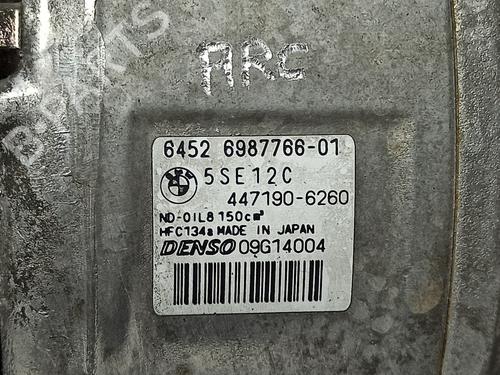 ARC
6452 6987766-01
5SE12C
447190-6260
ND-OIL8 150cm³
HFC134a MADE IN JAPAN
DENSO 09G14004